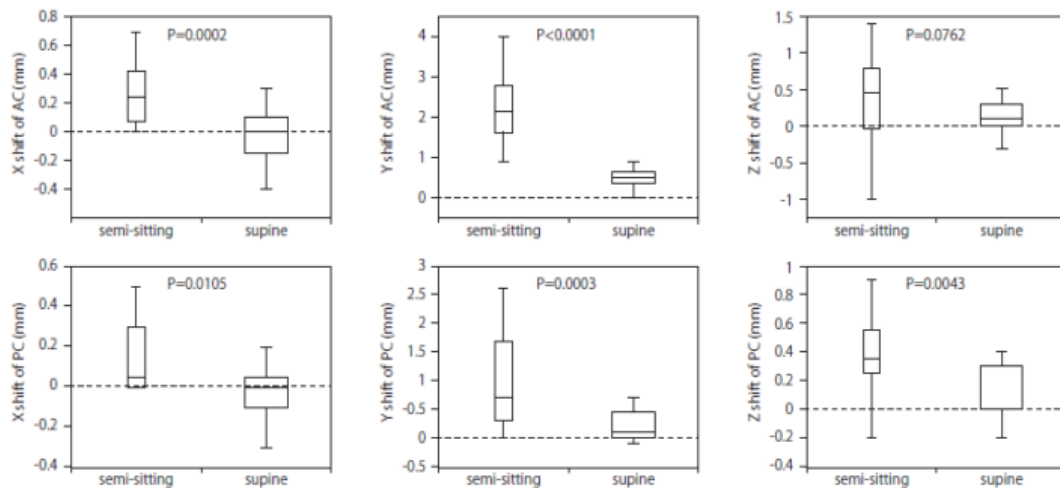 X shift of AC (mm)
0.8
0.6
0.4
0.2
0
-0.2
-0.4
P=0.0002
semi-sitting
supine
Y shift of AC (mm)
4
3
2
1
0
P<0.0001
semi-sitting
supine
Z shift of AC (mm)
1.5
1
0.5
0
-0.5
-1
P=0.0762
semi-sitting
supine
X shift of PC (mm)
0.6
0.4
0.2
0
-0.2
-0.4
P=0.0105
semi-sitting
supine
Y shift of PC (mm)
3
2.5
2
1.5
1
-0.5
0
-0.5
P=0.0003
semi-sitting
supine
Z shift of PC (mm)
1
0.8
0.6
0.4
0.2
0
-0.2
-0.4
P=0.0043
semi-sitting
supine